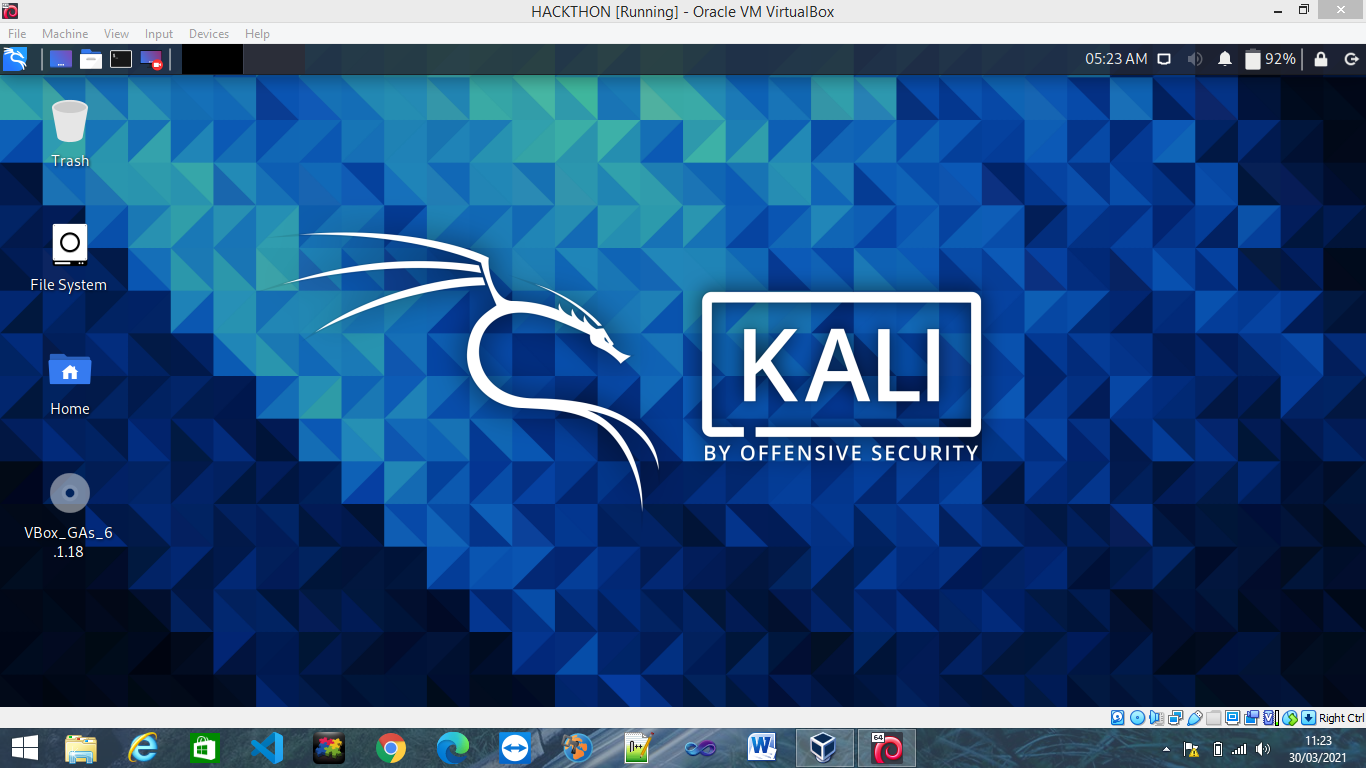 HACKTHON [Running] - Oracle VM VirtualBox
File Machine View Input Devices Help
05:23 AM 92%
Trash
File System
Home
VBox_GAs_6
.1.18
KALI
BY OFFENSIVE SECURITY
Right Ctrl
64
11:23
30/03/2021